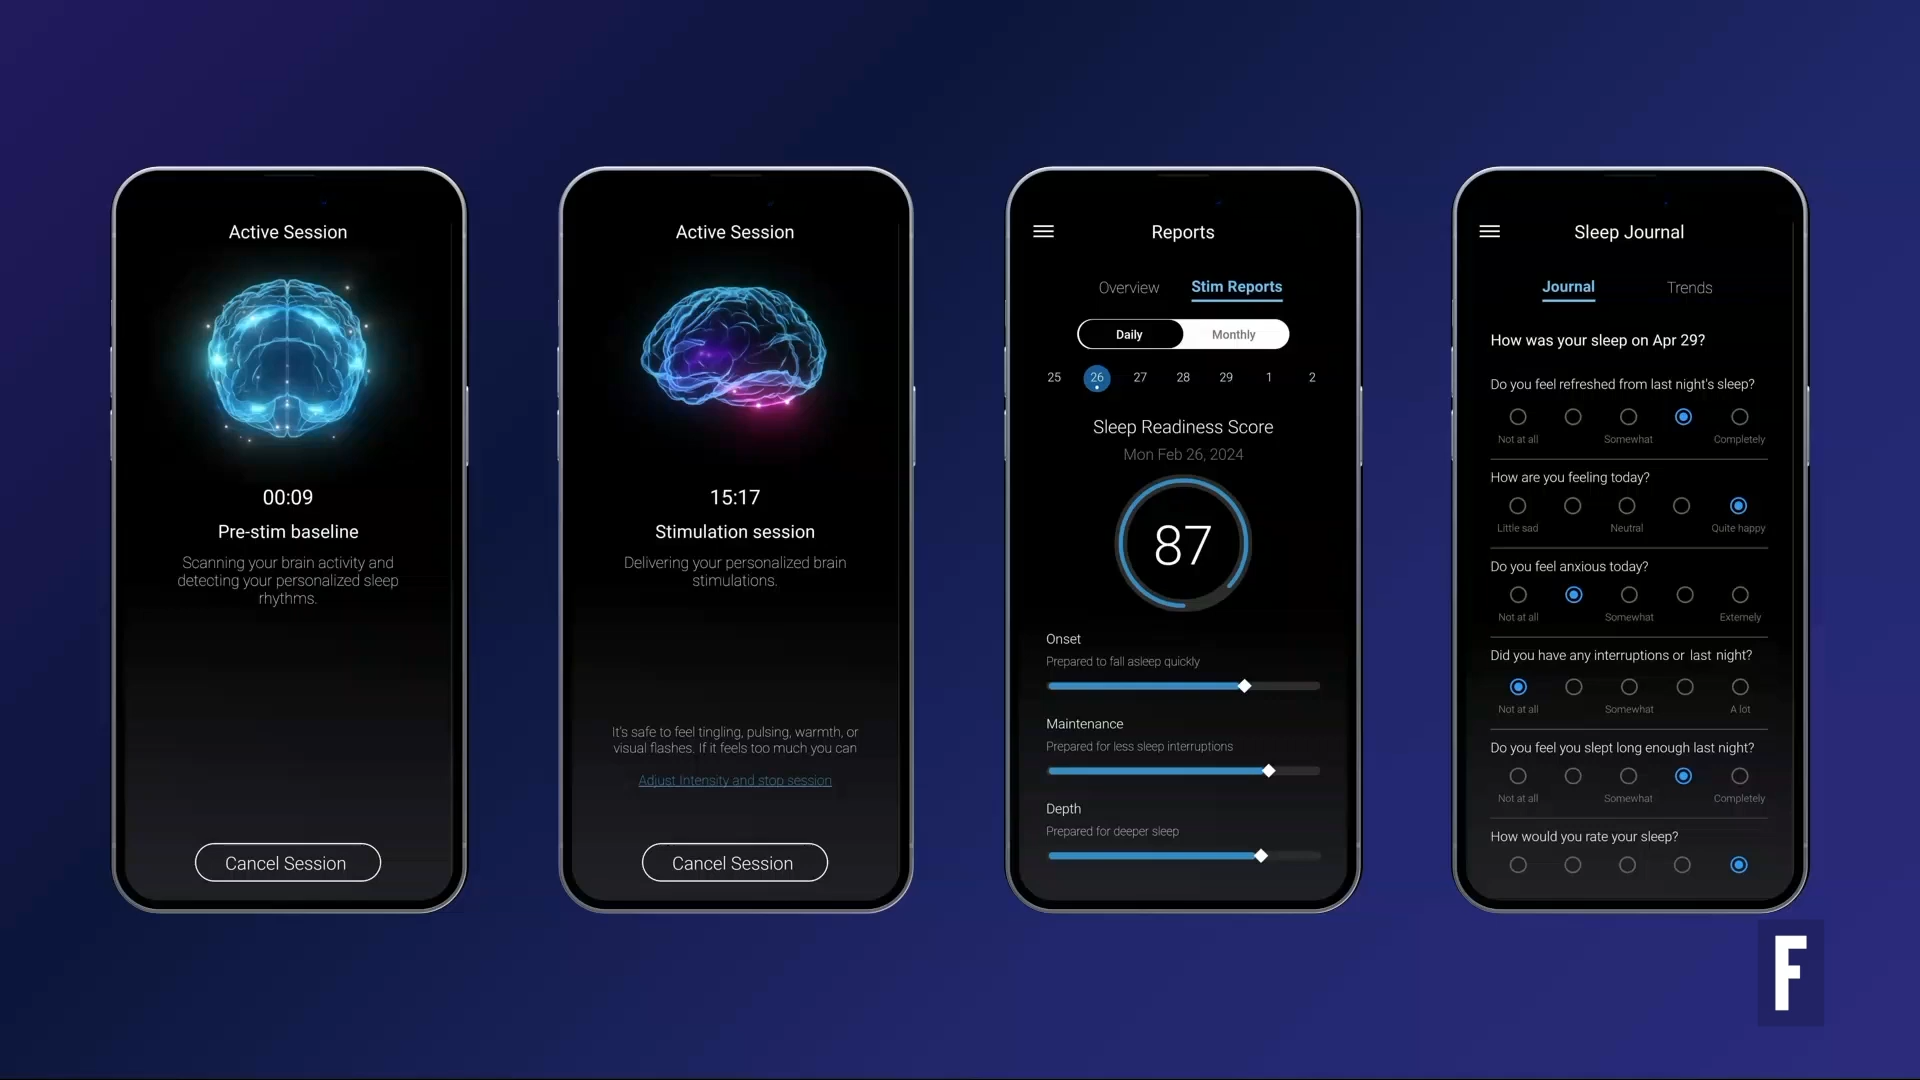 Active Session
00:09
Pre-stim baseline
Scanning your brain activity and
detecting your personalized sleep
rhythms.
Cancel Session
Active Session
15:17
Stimulation session
Delivering your personalized brain
stimulations.
It's safe to feel tingling, pulsing, warmth, or
visual flashes. If it feels too much you can
Adjust Intensity and stop session
Cancel Session
Reports
Overview Stim Reports
Daily Monthly
25 26 27 28 29 1 2
Sleep Readiness Score
Mon Feb 26, 2024
87
Onset
Prepared to fall asleep quickly
Maintenance
Prepared for less sleep interruptions
Depth
Prepared for deeper sleep
Sleep Journal
Journal Trends
How was your sleep on Apr 29?
Do you feel refreshed from last night's sleep?
Not at all Somewhat Completely
How are you feeling today?
Little sad Neutral Quite happy
Do you feel anxious today?
Not at all Somewhat Extemely
Did you have any interruptions or last night?
Not at all Somewhat A lot
Do you feel you slept long enough last night?
Not at all Somewhat Completely
How would you rate your sleep?
F